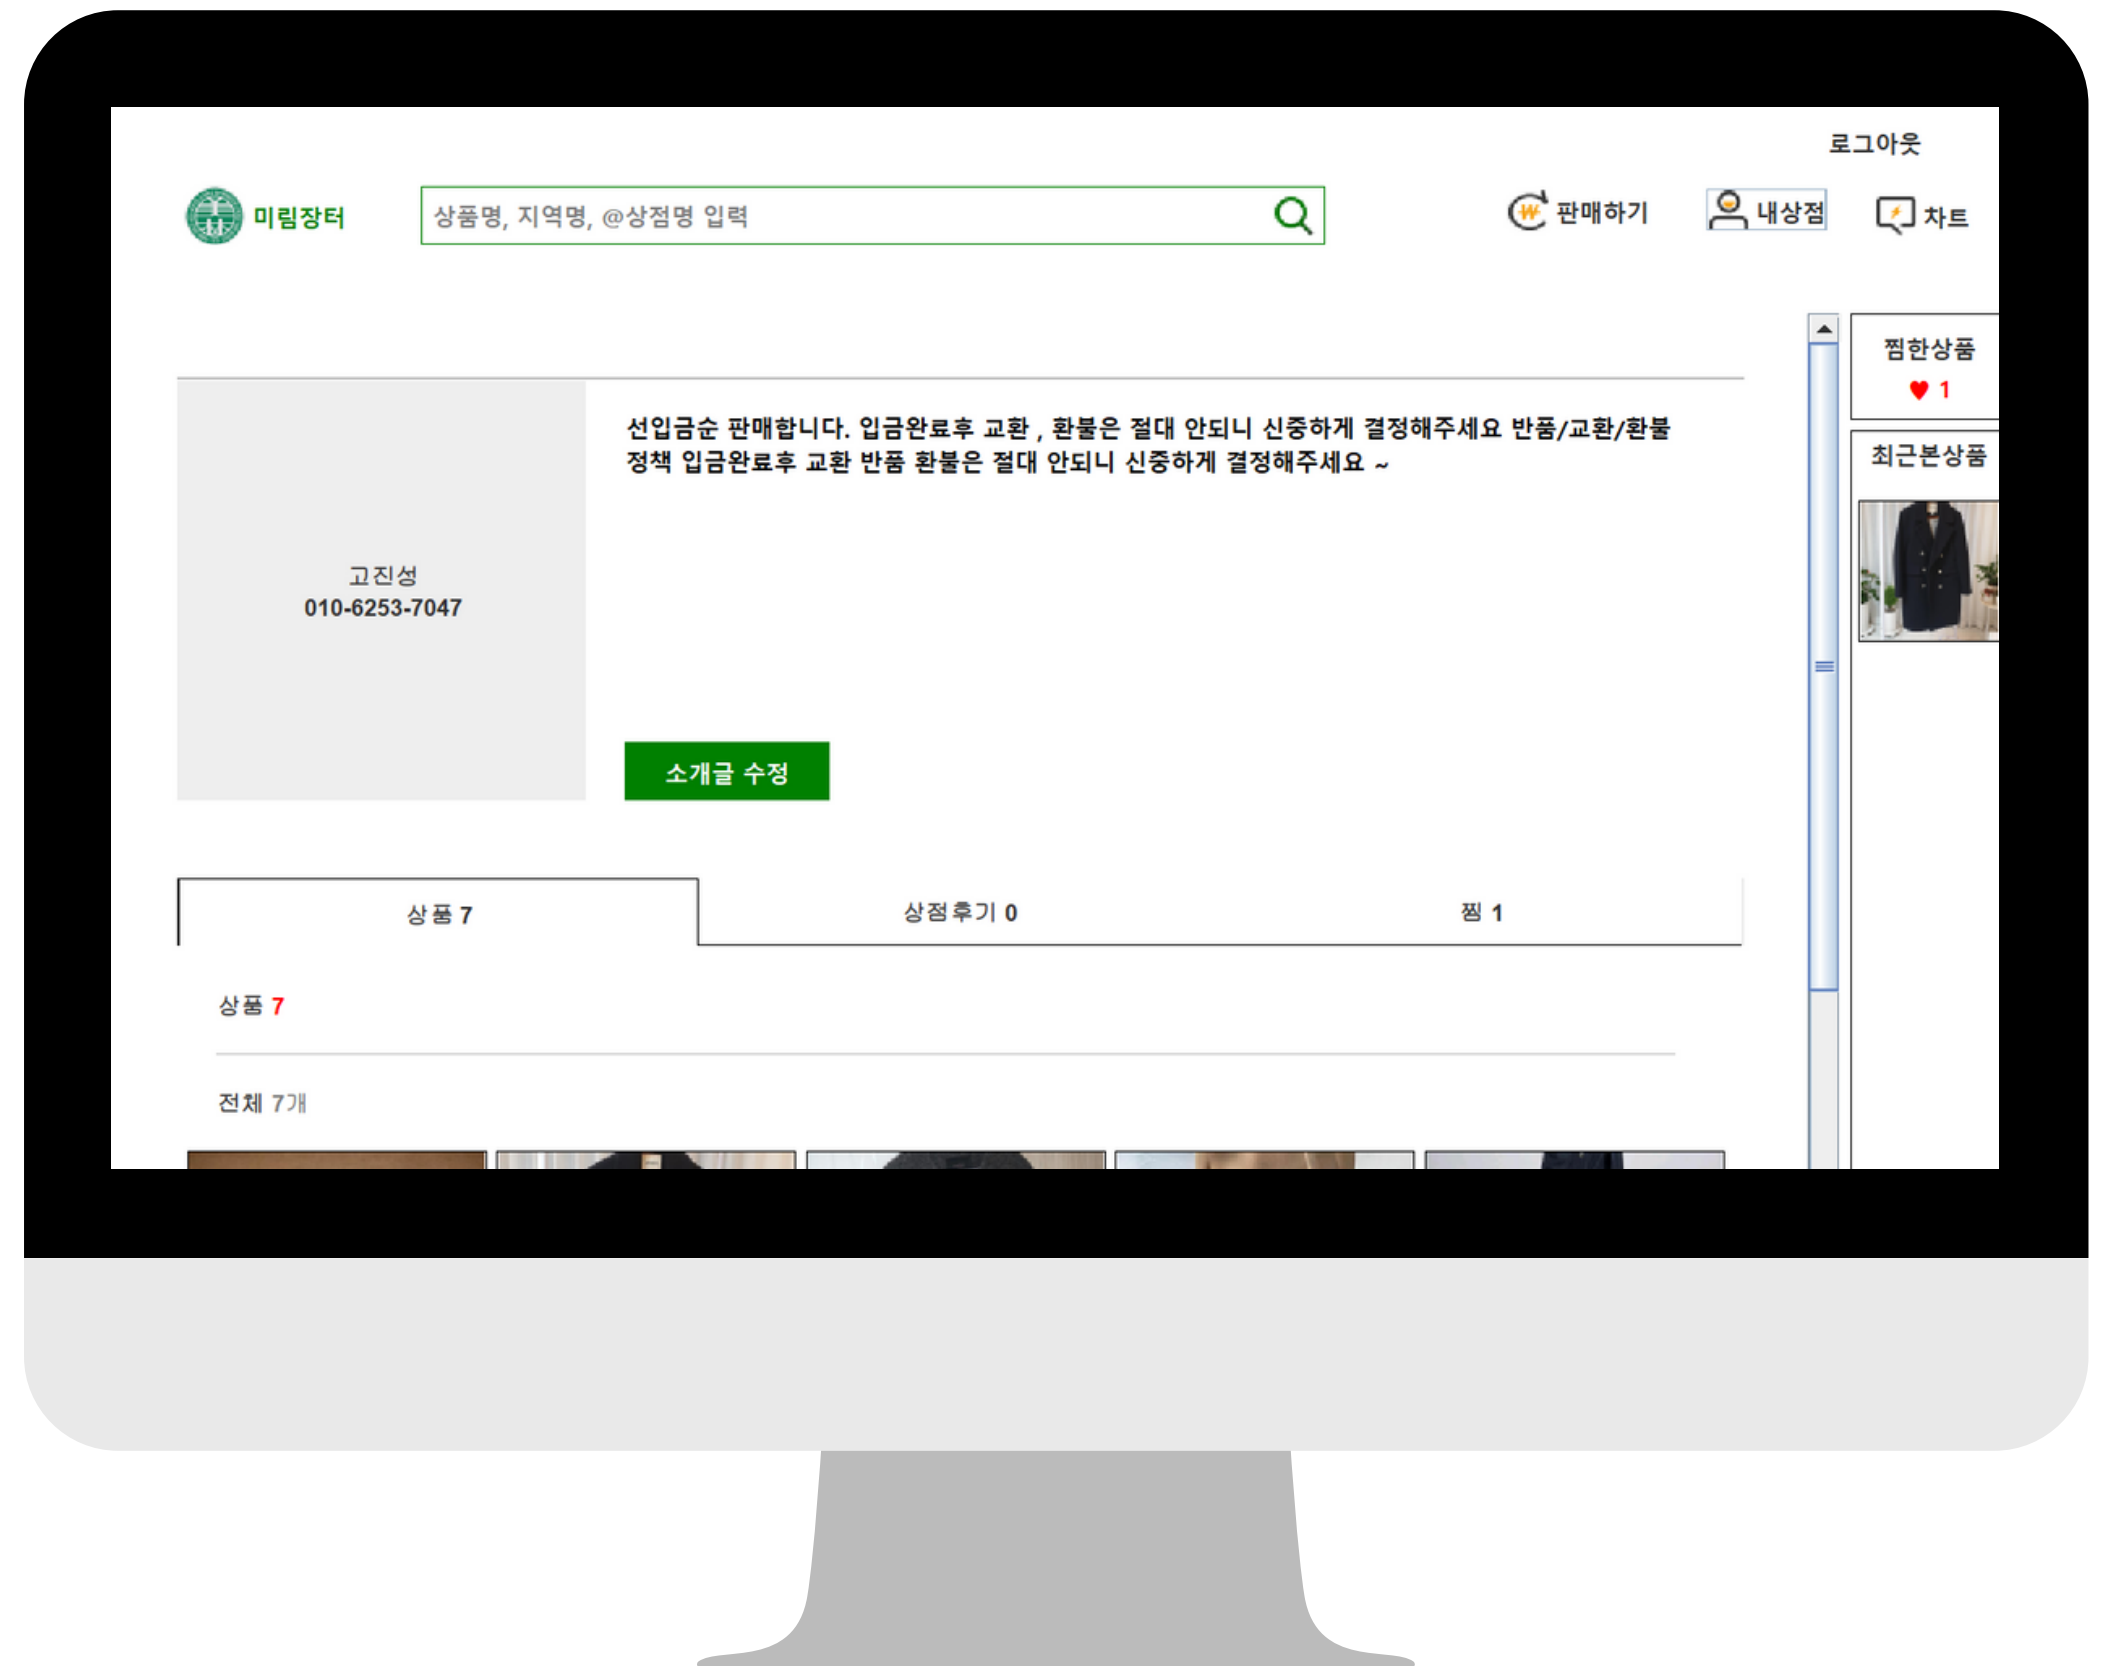 로그아웃
미림장터
상품명, 지역명, @상점명 입력
판매하기
내상점
차트
찜한상품
♥ 1
최근본상품
선입금순 판매합니다. 입금완료후 교환 , 환불은 절대 안되니 신중하게 결정해주세요 반품/교환/환불
정책 입금완료후 교환 반품 환불은 절대 안되니 신중하게 결정해주세요 ~
고진성
010-6253-7047
소개글 수정
상품 7
상점후기 0
찜 1
상품 7
전체 7개